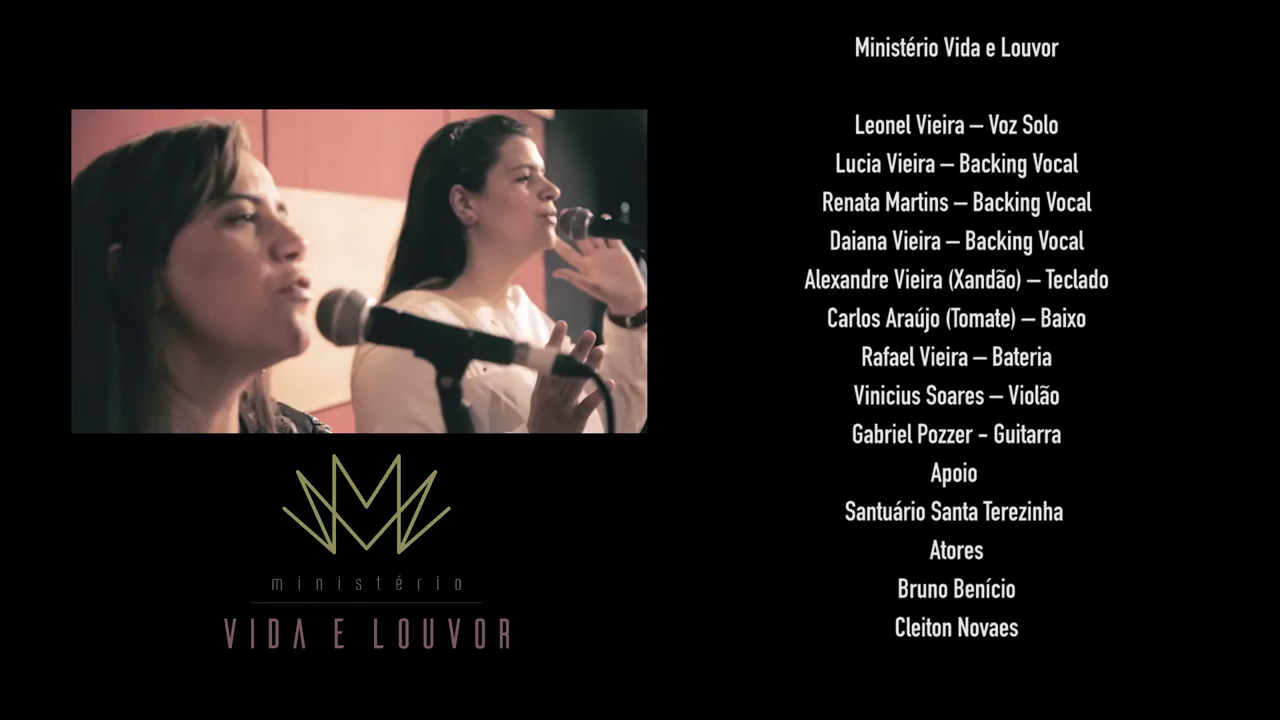 Ministério Vida e Louvor
Leonel Vieira – Voz Solo
Lucia Vieira – Backing Vocal
Renata Martins – Backing Vocal
Daiana Vieira – Backing Vocal
Alexandre Vieira (Xandão) – Teclado
Carlos Araújo (Tomate) – Baixo
Rafael Vieira – Bateria
Vinicius Soares – Violão
Gabriel Pozzer - Guitarra
Apoio
Santuário Santa Terezinha
Atores
Bruno Benício
Cleiton Novaes
ministério
VIDA E LOUVOR